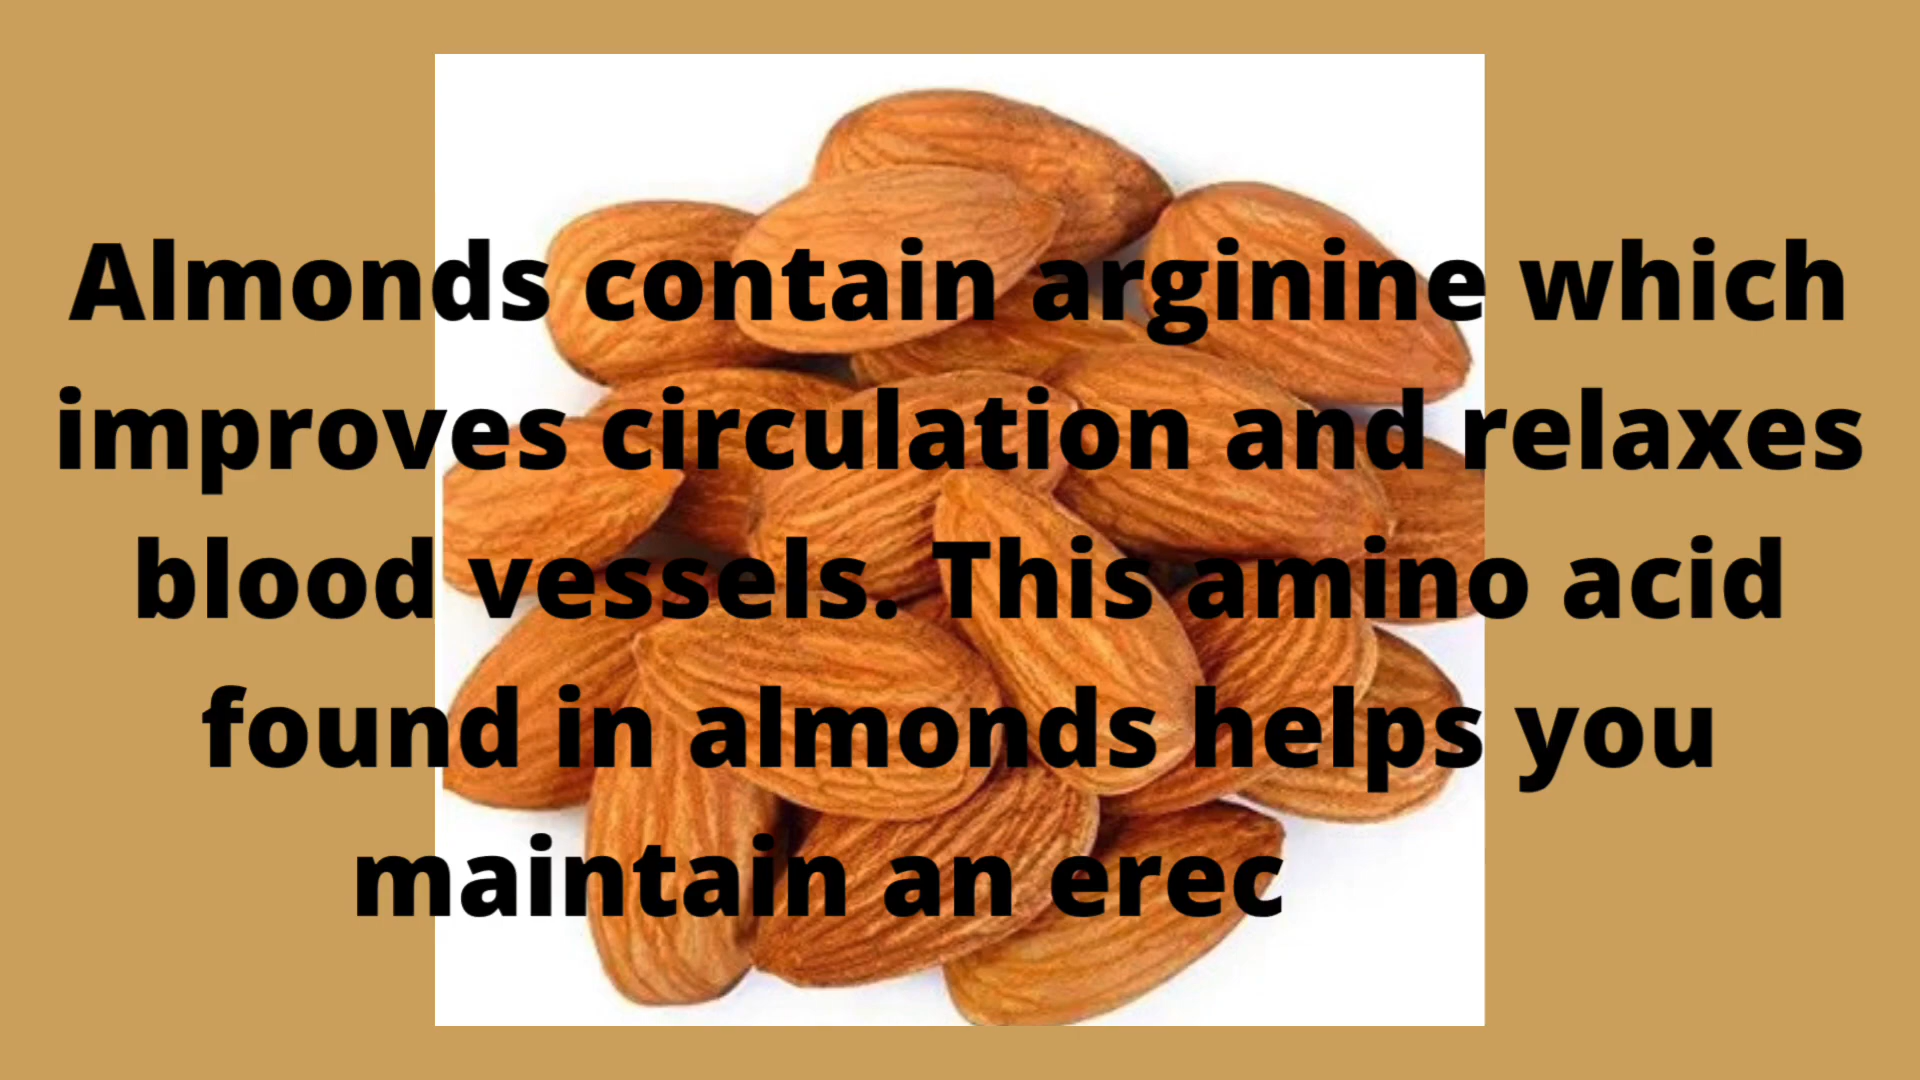 Almonds contain arginine which
improves circulation and relaxes
blood vessels. This amino acid
found in almonds helps you
maintain an erec